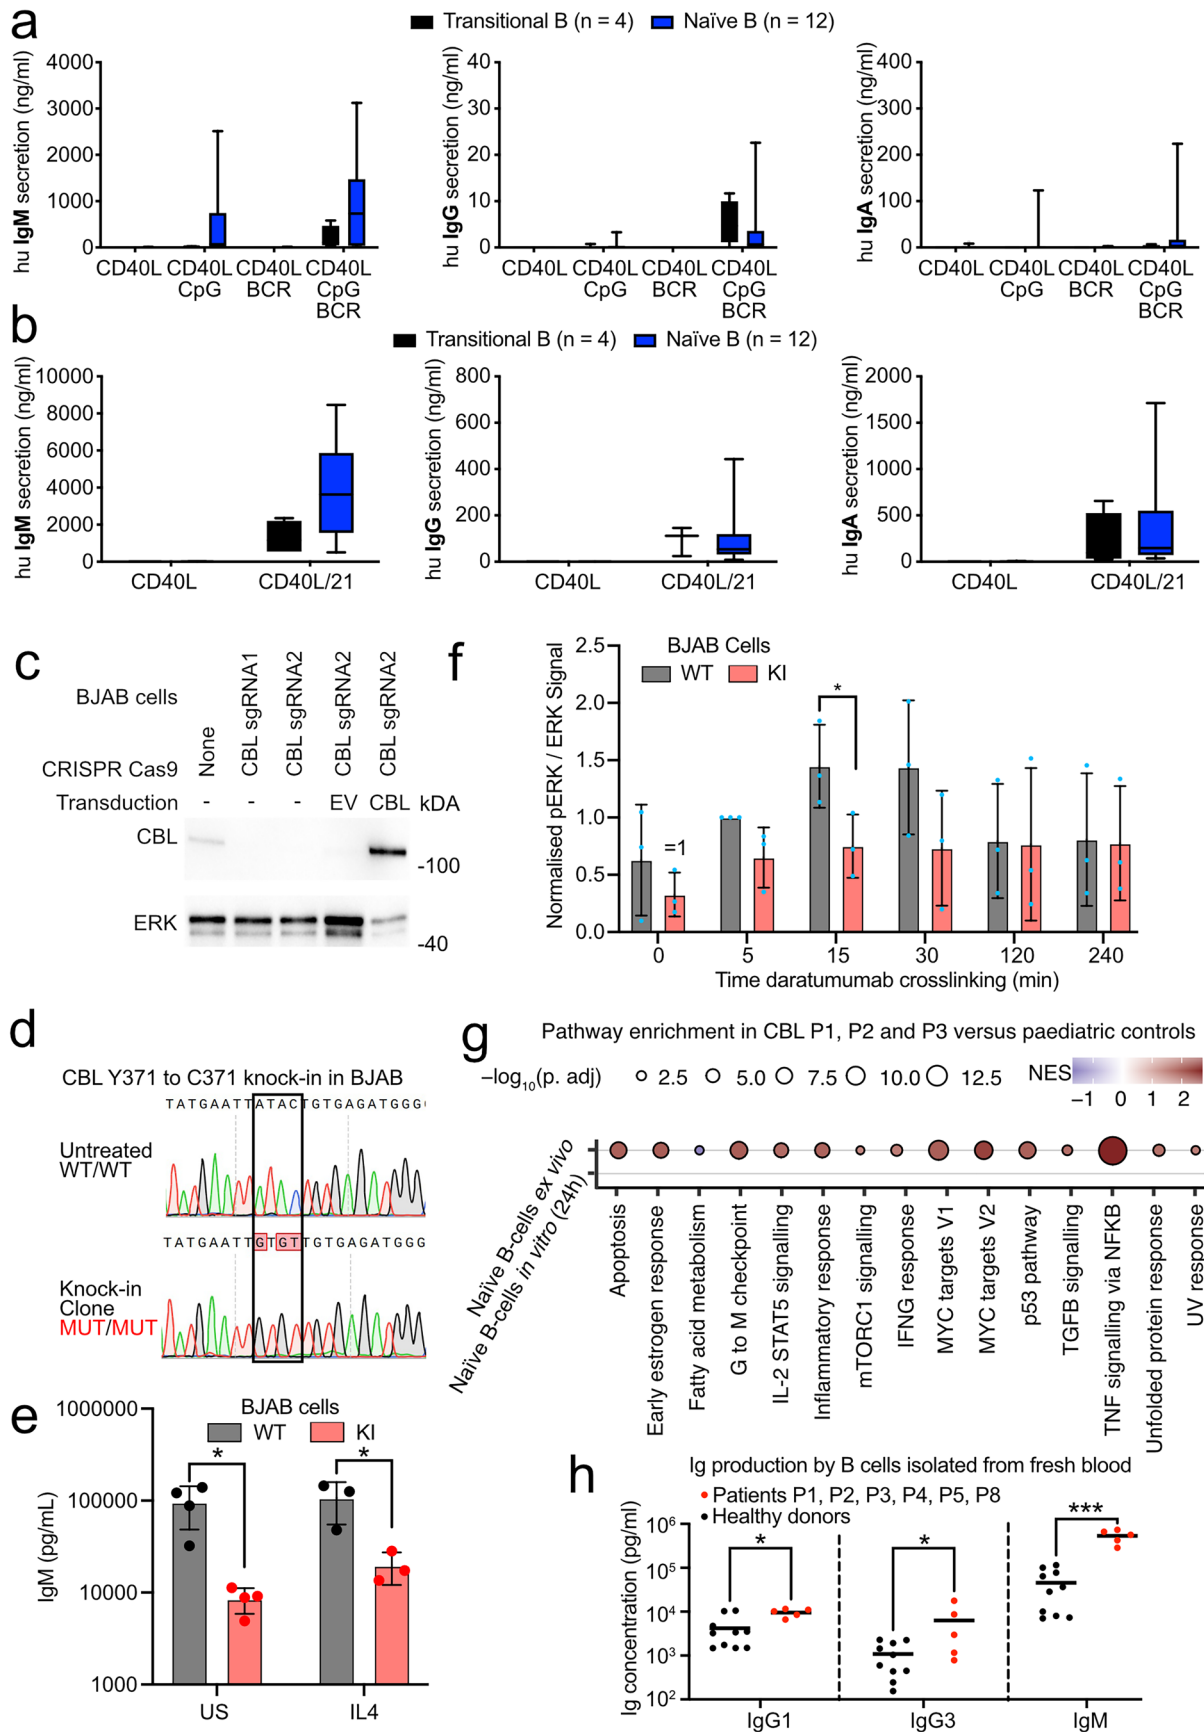 a
Transitional B (n = 4) Naïve B (n = 12)
hu IgM secretion (ng/ml)
4000
3000
2000
1000
0
CD40L CD40L CD40L CD40L
CpG BCR CpG
BCR
hu IgG secretion (ng/ml)
40
30
20
10
0
CD40L CD40L CD40L CD40L
CpG BCR CpG
BCR
hu IgA secretion (ng/ml)
400
300
200
100
0
CD40L CD40L CD40L CD40L
CpG BCR CpG
BCR
b
Transitional B (n = 4) Naïve B (n = 12)
hu IgM secretion (ng/ml)
10000
8000
6000
4000
2000
0
CD40L CD40L/21
hu IgG secretion (ng/ml)
800
600
400
200
0
CD40L CD40L/21
hu IgA secretion (ng/ml)
2000
1500
1000
500
0
CD40L CD40L/21
c
BJAB cells
CRISPR Cas9
None
CBL sgRNA1
CBL sgRNA2
CBL sgRNA2
CBL sgRNA2
Transduction - - - EV CBL kDA
CBL
-100
ERK
-40
f
BJAB Cells
WT KI
Normalised pERK / ERK Signal
2.5
2.0
1.5
1.0
0.5
0.0
=1
*
0 5 15 30 120 240
Time daratumumab crosslinking (min)
d
CBL Y371 to C371 knock-in in BJAB
TATGAATTATACTGTGAGATGGG
Untreated
WT/WT
TATGAATTGTGTTGTGAGATGGG
Knock-in
Clone
MUT/MUT
g
Pathway enrichment in CBL P1, P2 and P3 versus paediatric controls
–log10(p. adj) 2.5 5.0 7.5 10.0 12.5 NES
−1 0 1 2
Naïve B-cells ex vivo
Naïve B-cells in vitro (24h)
Apoptosis
Early estrogen response
Fatty acid metabolism
G to M checkpoint
IL-2 STAT5 signalling
Inflammatory response
mTORC1 signalling
IFNG response
MYC targets V1
MYC targets V2
p53 pathway
TGFB signalling
TNF signalling via NFKB
Unfolded protein response
UV response
e
BJAB cells
WT KI
IgM (pg/mL)
1000000
100000
10000
1000
* *
US IL4
h
Ig production by B cells isolated from fresh blood
Patients P1, P2, P3, P4, P5, P8
Healthy donors
Ig concentration (pg/ml)
10⁶
10⁵
10⁴
10³
10²
* * ***
IgG1 IgG3 IgM